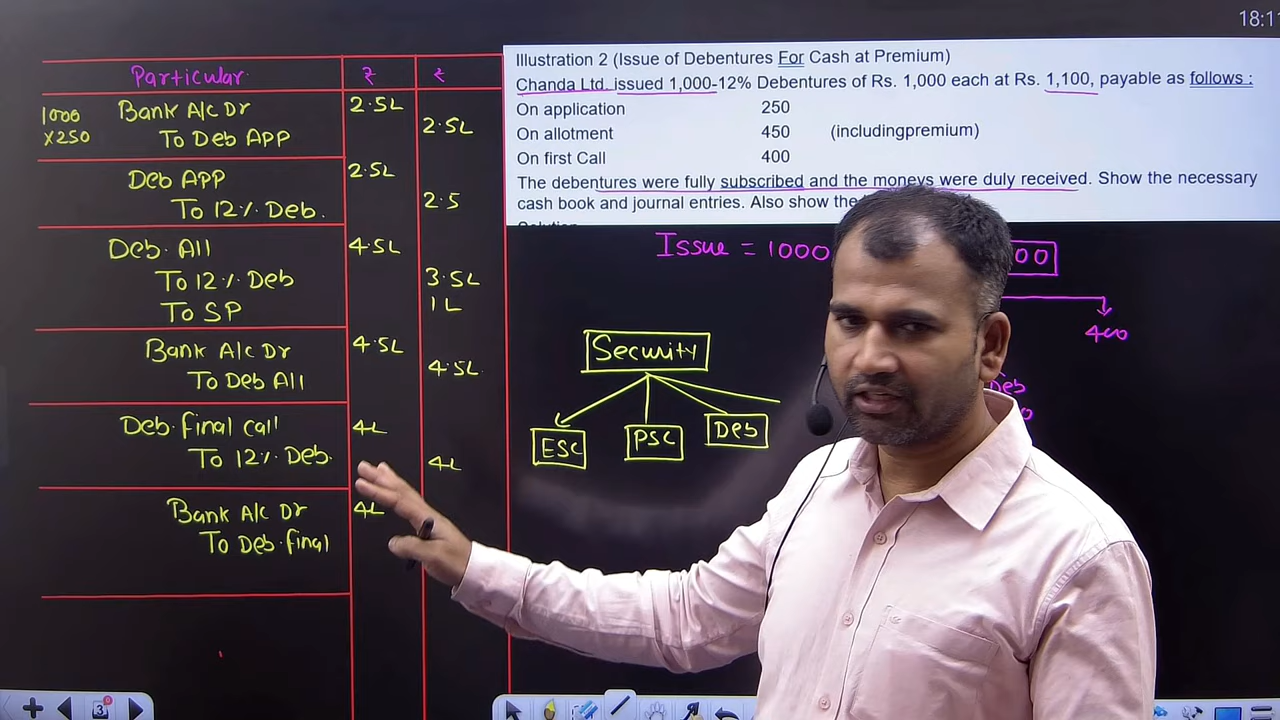 18:11
Particular ₹ ₹
1000 Bank A/c Dr 2.5L
x250 To Deb APP 2.5L
Deb APP 2.5L
To 12% Deb. 2.5
Deb. All 4.5L
To 12% Deb 3.5L
To SP 1L
Bank A/c Dr 4.5L
To Deb All 4.5L
Deb. final call 4L
To 12% Deb. 4L
Bank A/c Dr 4L
To Deb. final
Illustration 2 (Issue of Debentures For Cash at Premium)
Chanda Ltd. issued 1,000-12% Debentures of Rs. 1,000 each at Rs. 1,100, payable as follows :
On application 250
On allotment 450 (includingpremium)
On first Call 400
The debentures were fully subscribed and the moneys were duly received. Show the necessary
cash book and journal entries. Also show the
Issue = 1000
00
400
Deb
Security
ESC PSC Deb
3